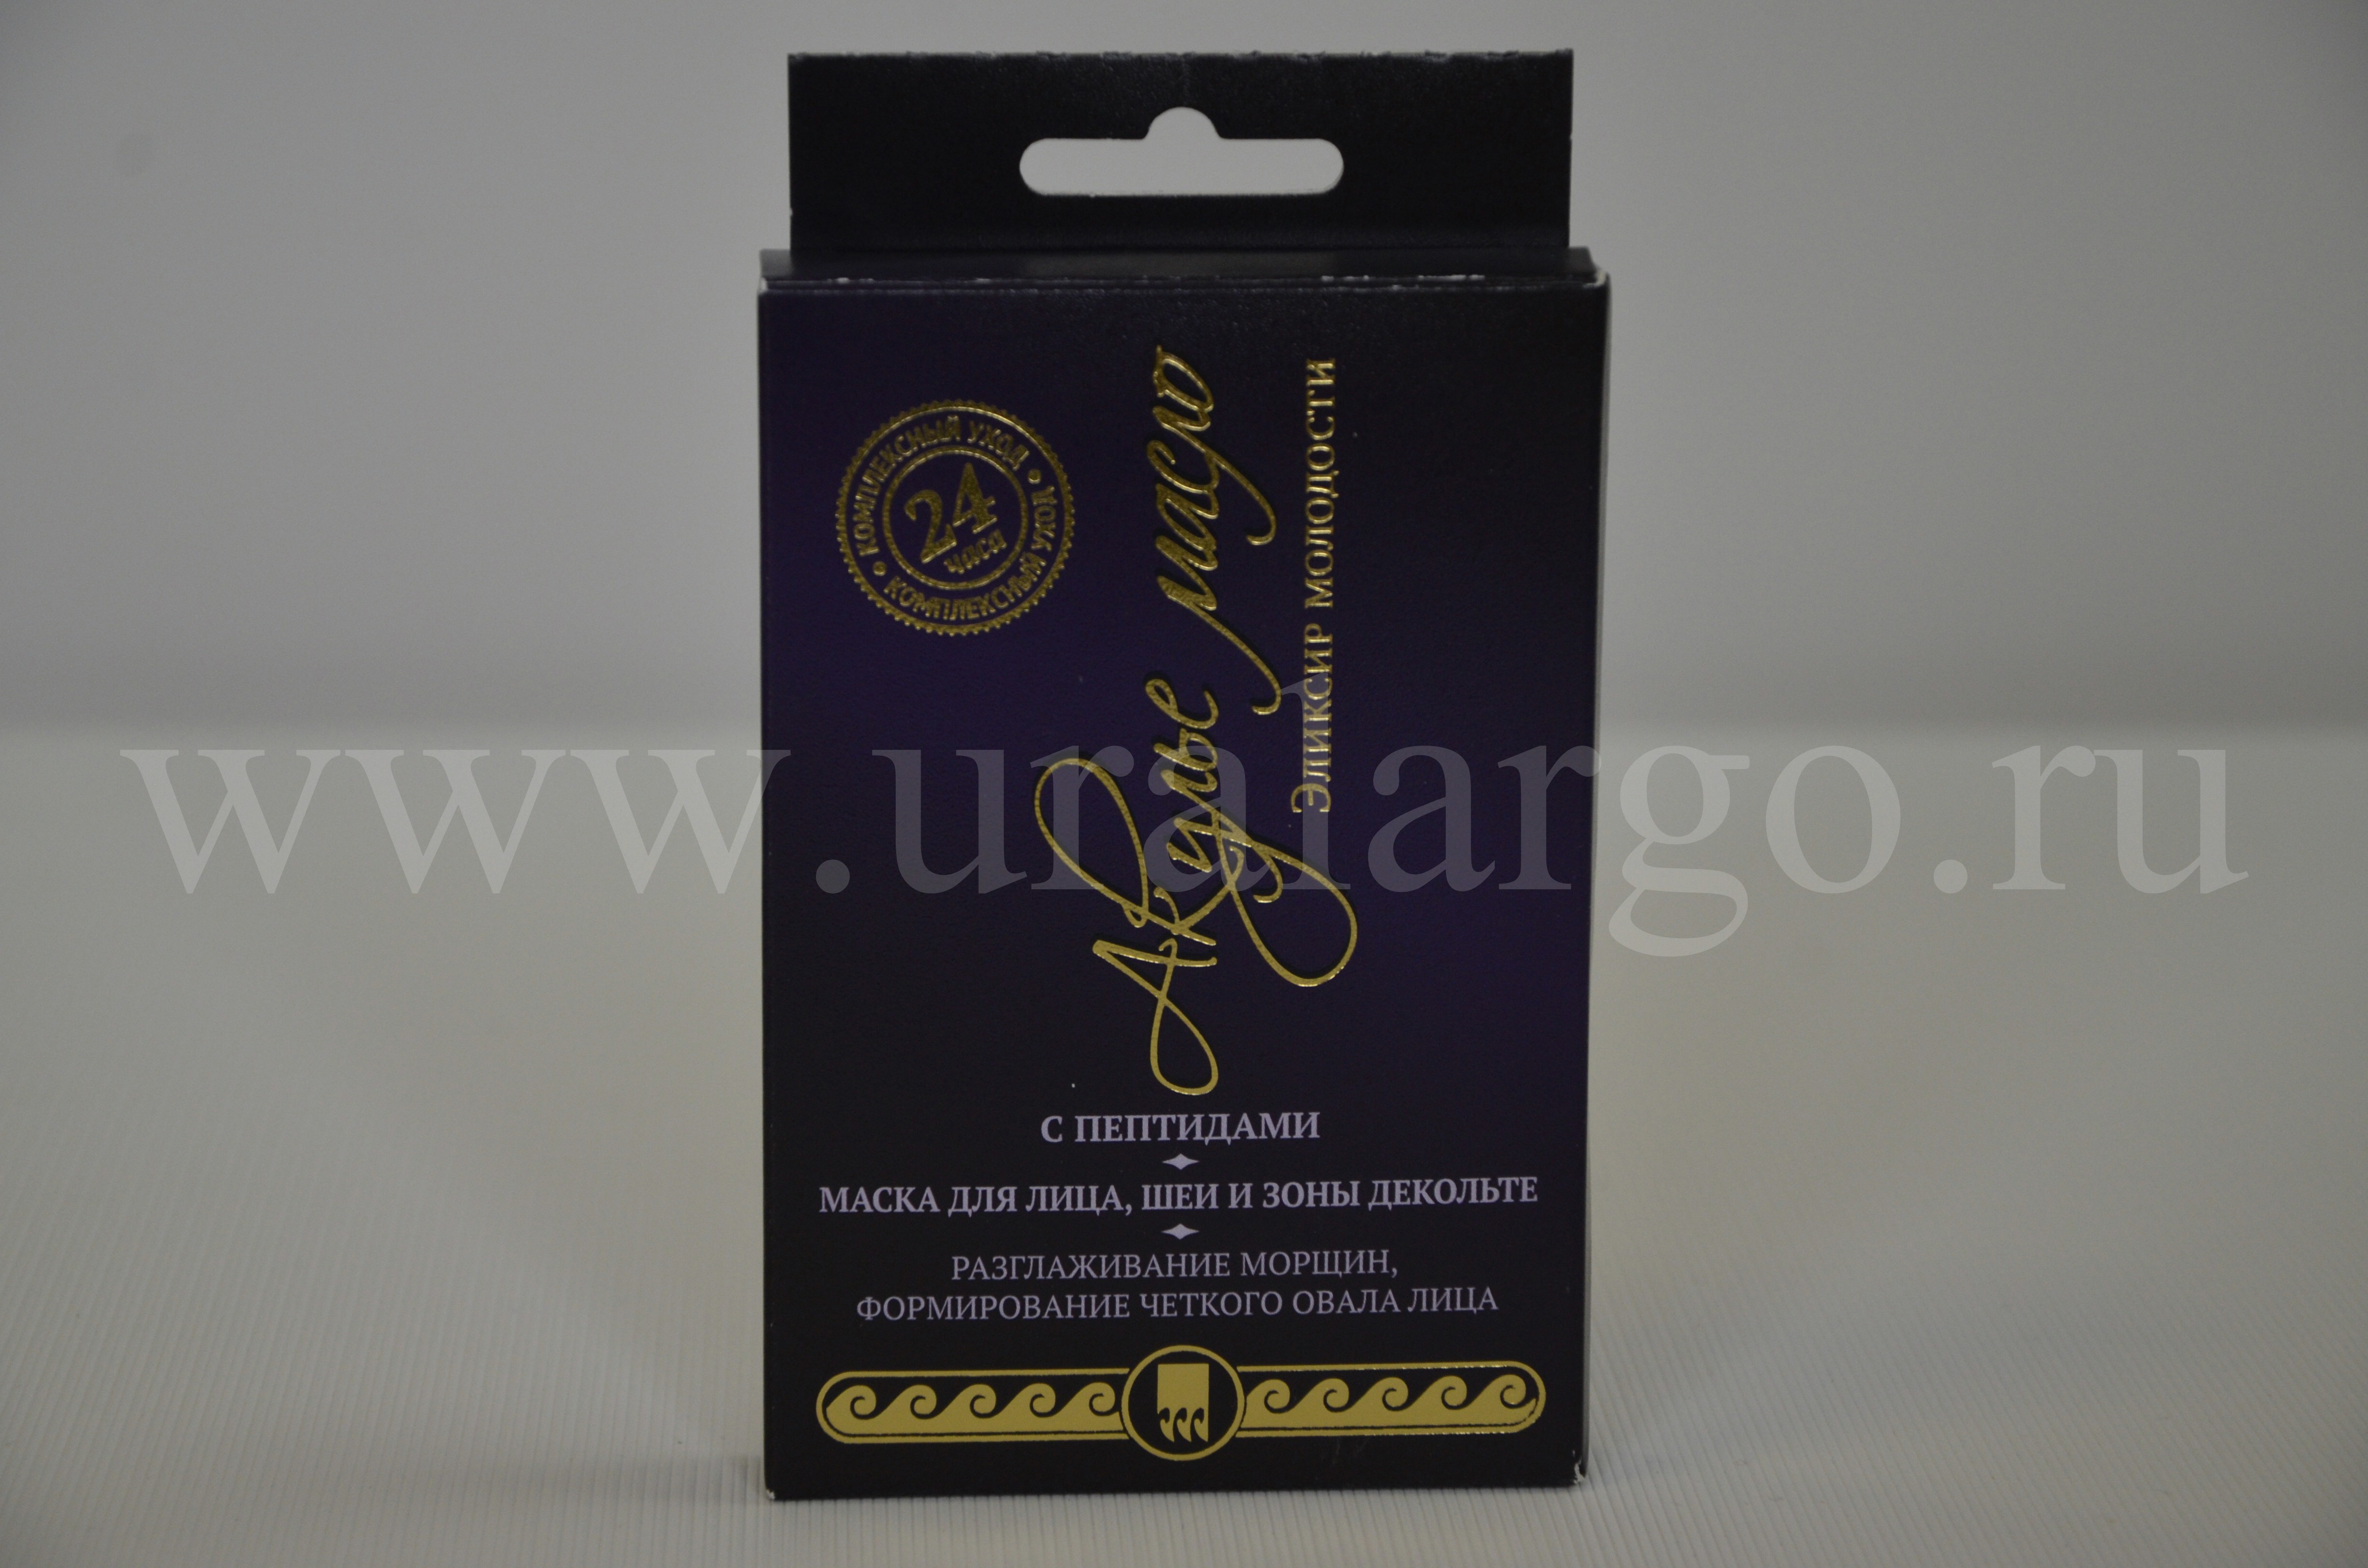 КОМПЛЕКСНЫЙ УХОД
24
часа
КОМПЛЕКСНЫЙ УХОД
Акулье масло
Эликсир молодости
www.uralargo.ru
С ПЕПТИДАМИ
МАСКА ДЛЯ ЛИЦА, ШЕИ И ЗОНЫ ДЕКОЛЬТЕ
РАЗГЛАЖИВАНИЕ МОРЩИН,
ФОРМИРОВАНИЕ ЧЕТКОГО ОВАЛА ЛИЦА